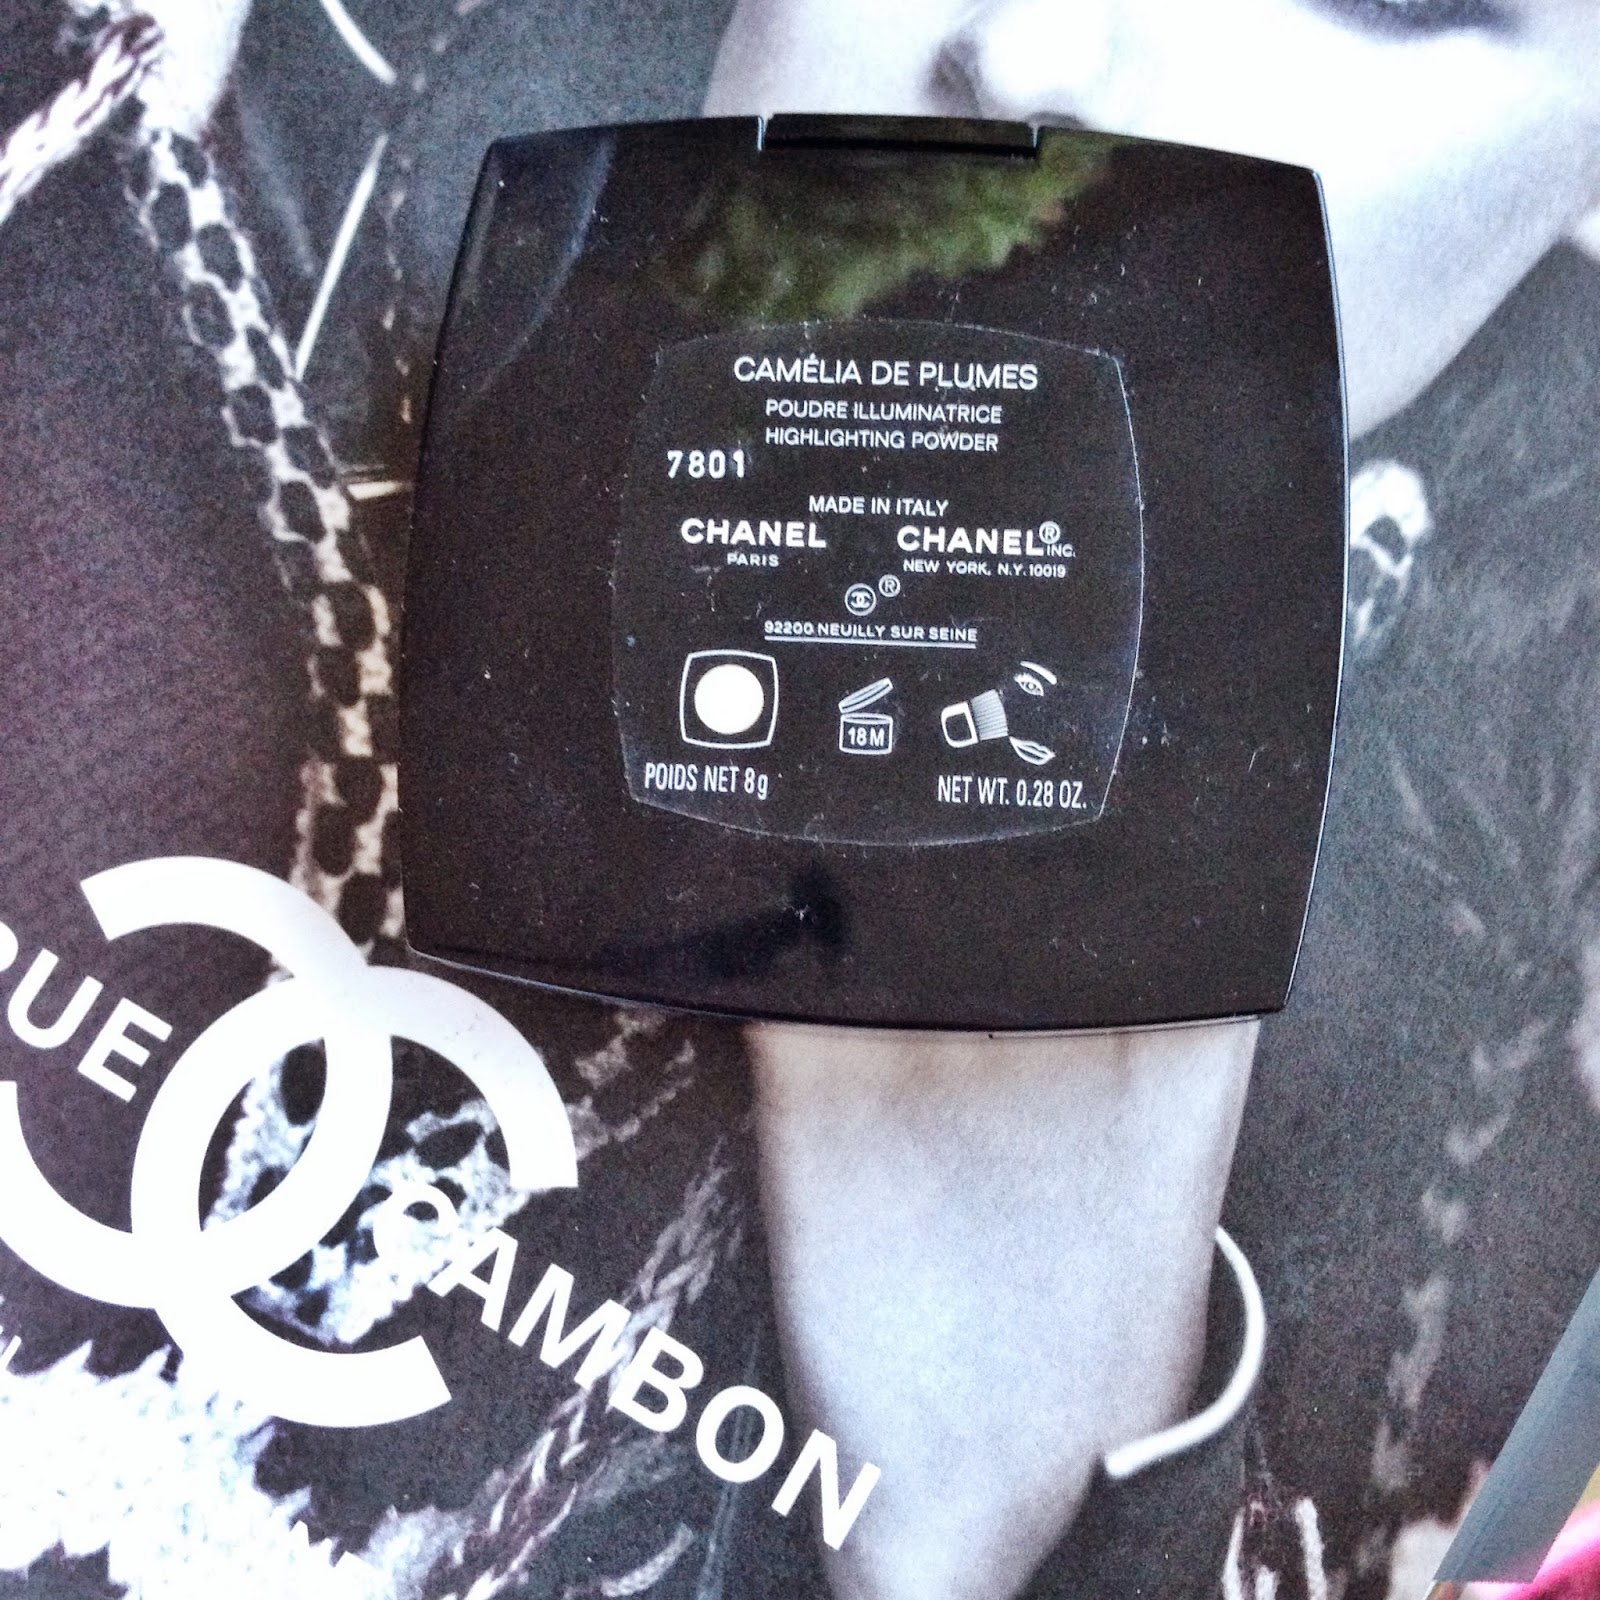 CAMÉLIA DE PLUMES
POUDRE ILLUMINATRICE
HIGHLIGHTING POWDER
7801
MADE IN ITALY
CHANEL
PARIS
CHANEL® INC.
NEW YORK, N.Y. 10019
®
92200 NEUILLY SUR SEINE
18 M
POIDS NET 8g
NET WT. 0.28 OZ.
RUE CAMBON